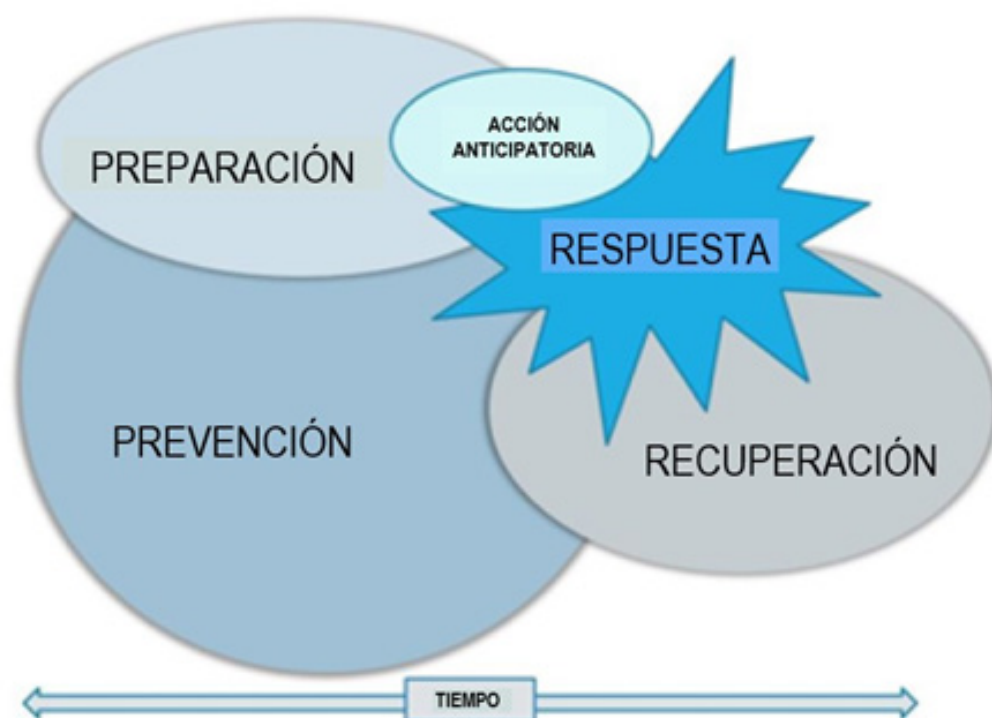 ACCIÓN
ANTICIPATORIA
PREPARACIÓN
RESPUESTA
PREVENCIÓN
RECUPERACIÓN
TIEMPO